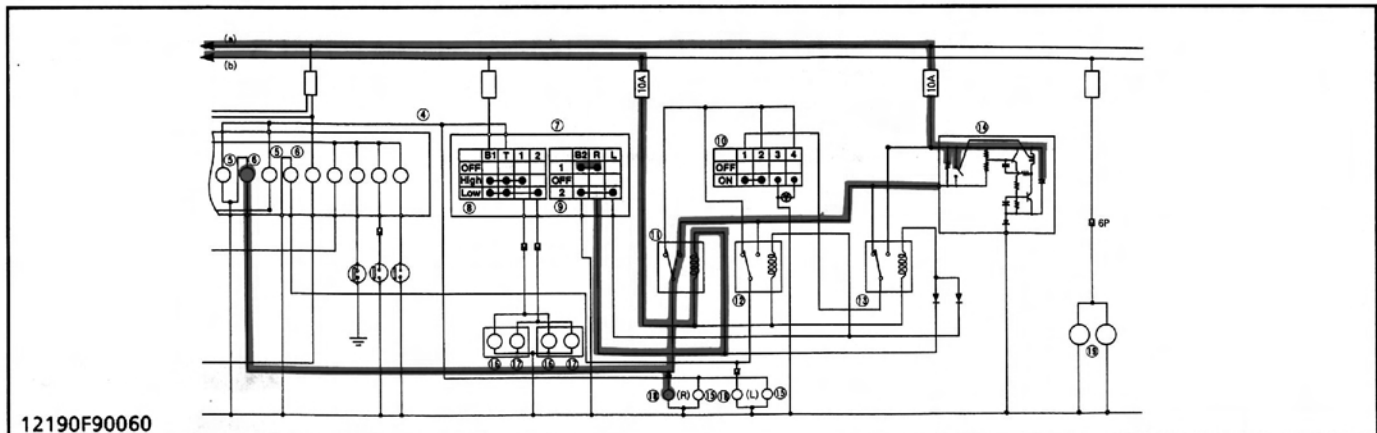 (a)
(b)
10A
10A
④
⑦
⑭
⑤ ⑥ ⑤ ⑥
⑩
B1 T 1 2
OFF
High
Low
B2 R L
1
OFF
2
1 2 3 4
OFF
ON
⑧
⑨
6P
⑪
⑫
⑬
⑯ ⑰ ⑯ ⑰
⑱ (R) ⑮ ⑱ (L) ⑮
⑲
12190F90060